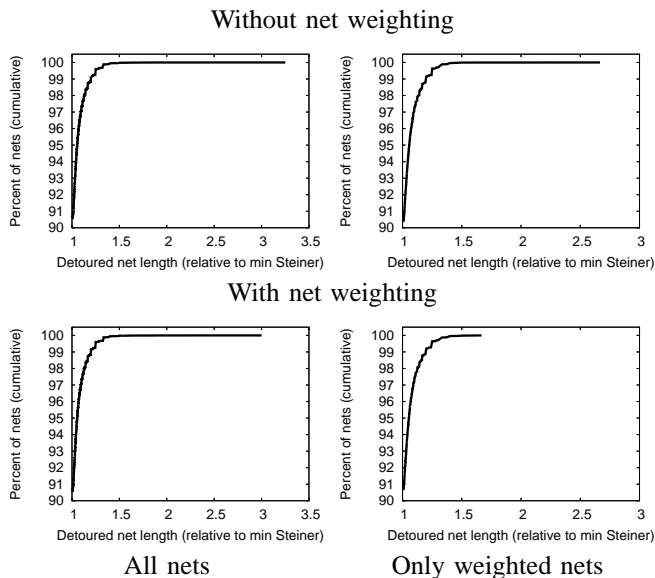 Without net weighting
100
99
98
97
96
95
94
93
92
91
90
1 1.5 2 2.5 3 3.5
Percent of nets (cumulative)
Detoured net length (relative to min Steiner)
100
99
98
97
96
95
94
93
92
91
90
1 1.5 2 2.5 3
Percent of nets (cumulative)
Detoured net length (relative to min Steiner)
With net weighting
100
99
98
97
96
95
94
93
92
91
90
1 1.5 2 2.5 3 3.5
Percent of nets (cumulative)
Detoured net length (relative to min Steiner)
100
99
98
97
96
95
94
93
92
91
90
1 1.5 2 2.5 3
Percent of nets (cumulative)
Detoured net length (relative to min Steiner)
All nets
Only weighted nets